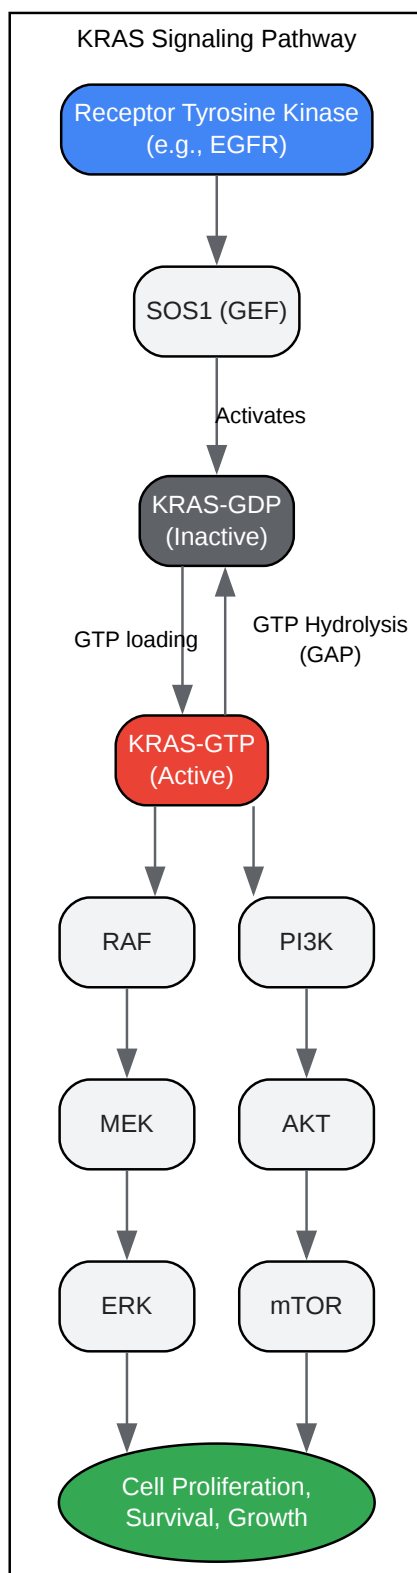 KRAS Signaling Pathway
Receptor Tyrosine Kinase
(e.g., EGFR)
SOS1 (GEF)
Activates
KRAS-GDP
(Inactive)
GTP loading
GTP Hydrolysis
(GAP)
KRAS-GTP
(Active)
RAF
PI3K
MEK
AKT
ERK
mTOR
Cell Proliferation,
Survival, Growth